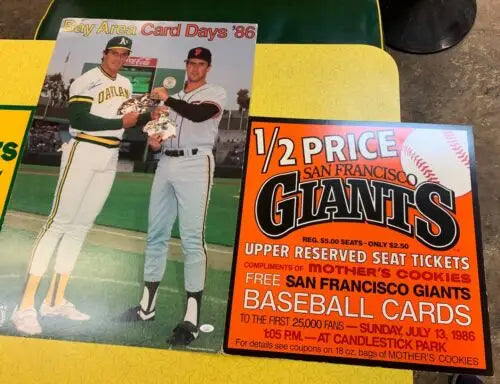 Bay Area Card Days '86
Coca-Cola
OAKLAND
'S
1/2 PRICE
SAN FRANCISCO
GIANTS
REG. $5.00 SEATS - ONLY $2.50
UPPER RESERVED SEAT TICKETS
COMPLIMENTS OF MOTHER'S COOKIES
FREE SAN FRANCISCO GIANTS
BASEBALL CARDS
TO THE FIRST 25,000 FANS — SUNDAY, JULY 13, 1986
1:05 P.M. — AT CANDLESTICK PARK
For details see coupons on 18 oz. bags of MOTHER'S COOKIES